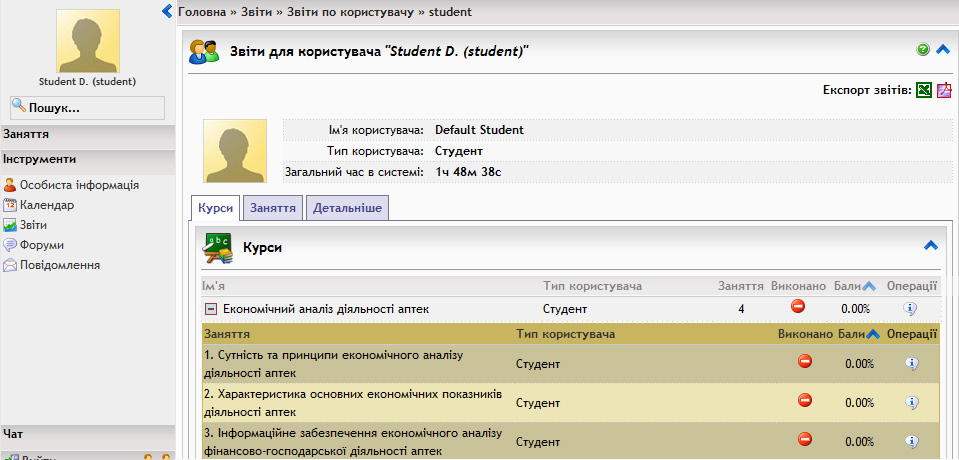 Student D. (student)
Пошук...
Заняття
Інструменти
Особиста інформація
12
Календар
Звіти
Форуми
Повідомлення
Чат
Вийти
Головна » Звіти » Звіти по користувачу » student
Звіти для користувача "Student D. (student)"
?
Експорт звітів:
Ім'я користувача: Default Student
Тип користувача: Студент
Загальний час в системі: 1ч 48м 38с
Курси Заняття Детальніше
abc
Курси
Ім'я Тип користувача Заняття Виконано Бали Операції
Економічний аналіз діяльності аптек Студент 4 0.00%
Заняття Тип користувача Виконано Бали Операції
1. Сутність та принципи економічного аналізу
діяльності аптек Студент 0.00%
2. Характеристика основних економічних показників
діяльності аптек Студент 0.00%
3. Інформаційне забезпечення економічного аналізу
фінансово-господарської діяльності аптек Студент 0.00%